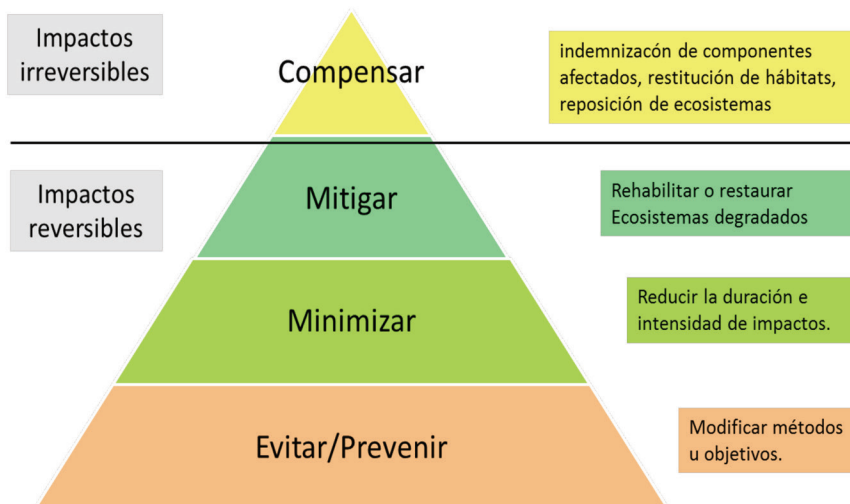 Impactos
irreversibles
Compensar
indemnizacón de componentes
afectados, restitución de hábitats,
reposición de ecosistemas
Impactos
reversibles
Mitigar
Rehabilitar o restaurar
Ecosistemas degradados
Minimizar
Reducir la duración e
intensidad de impactos.
Evitar/Prevenir
Modificar métodos
u objetivos.